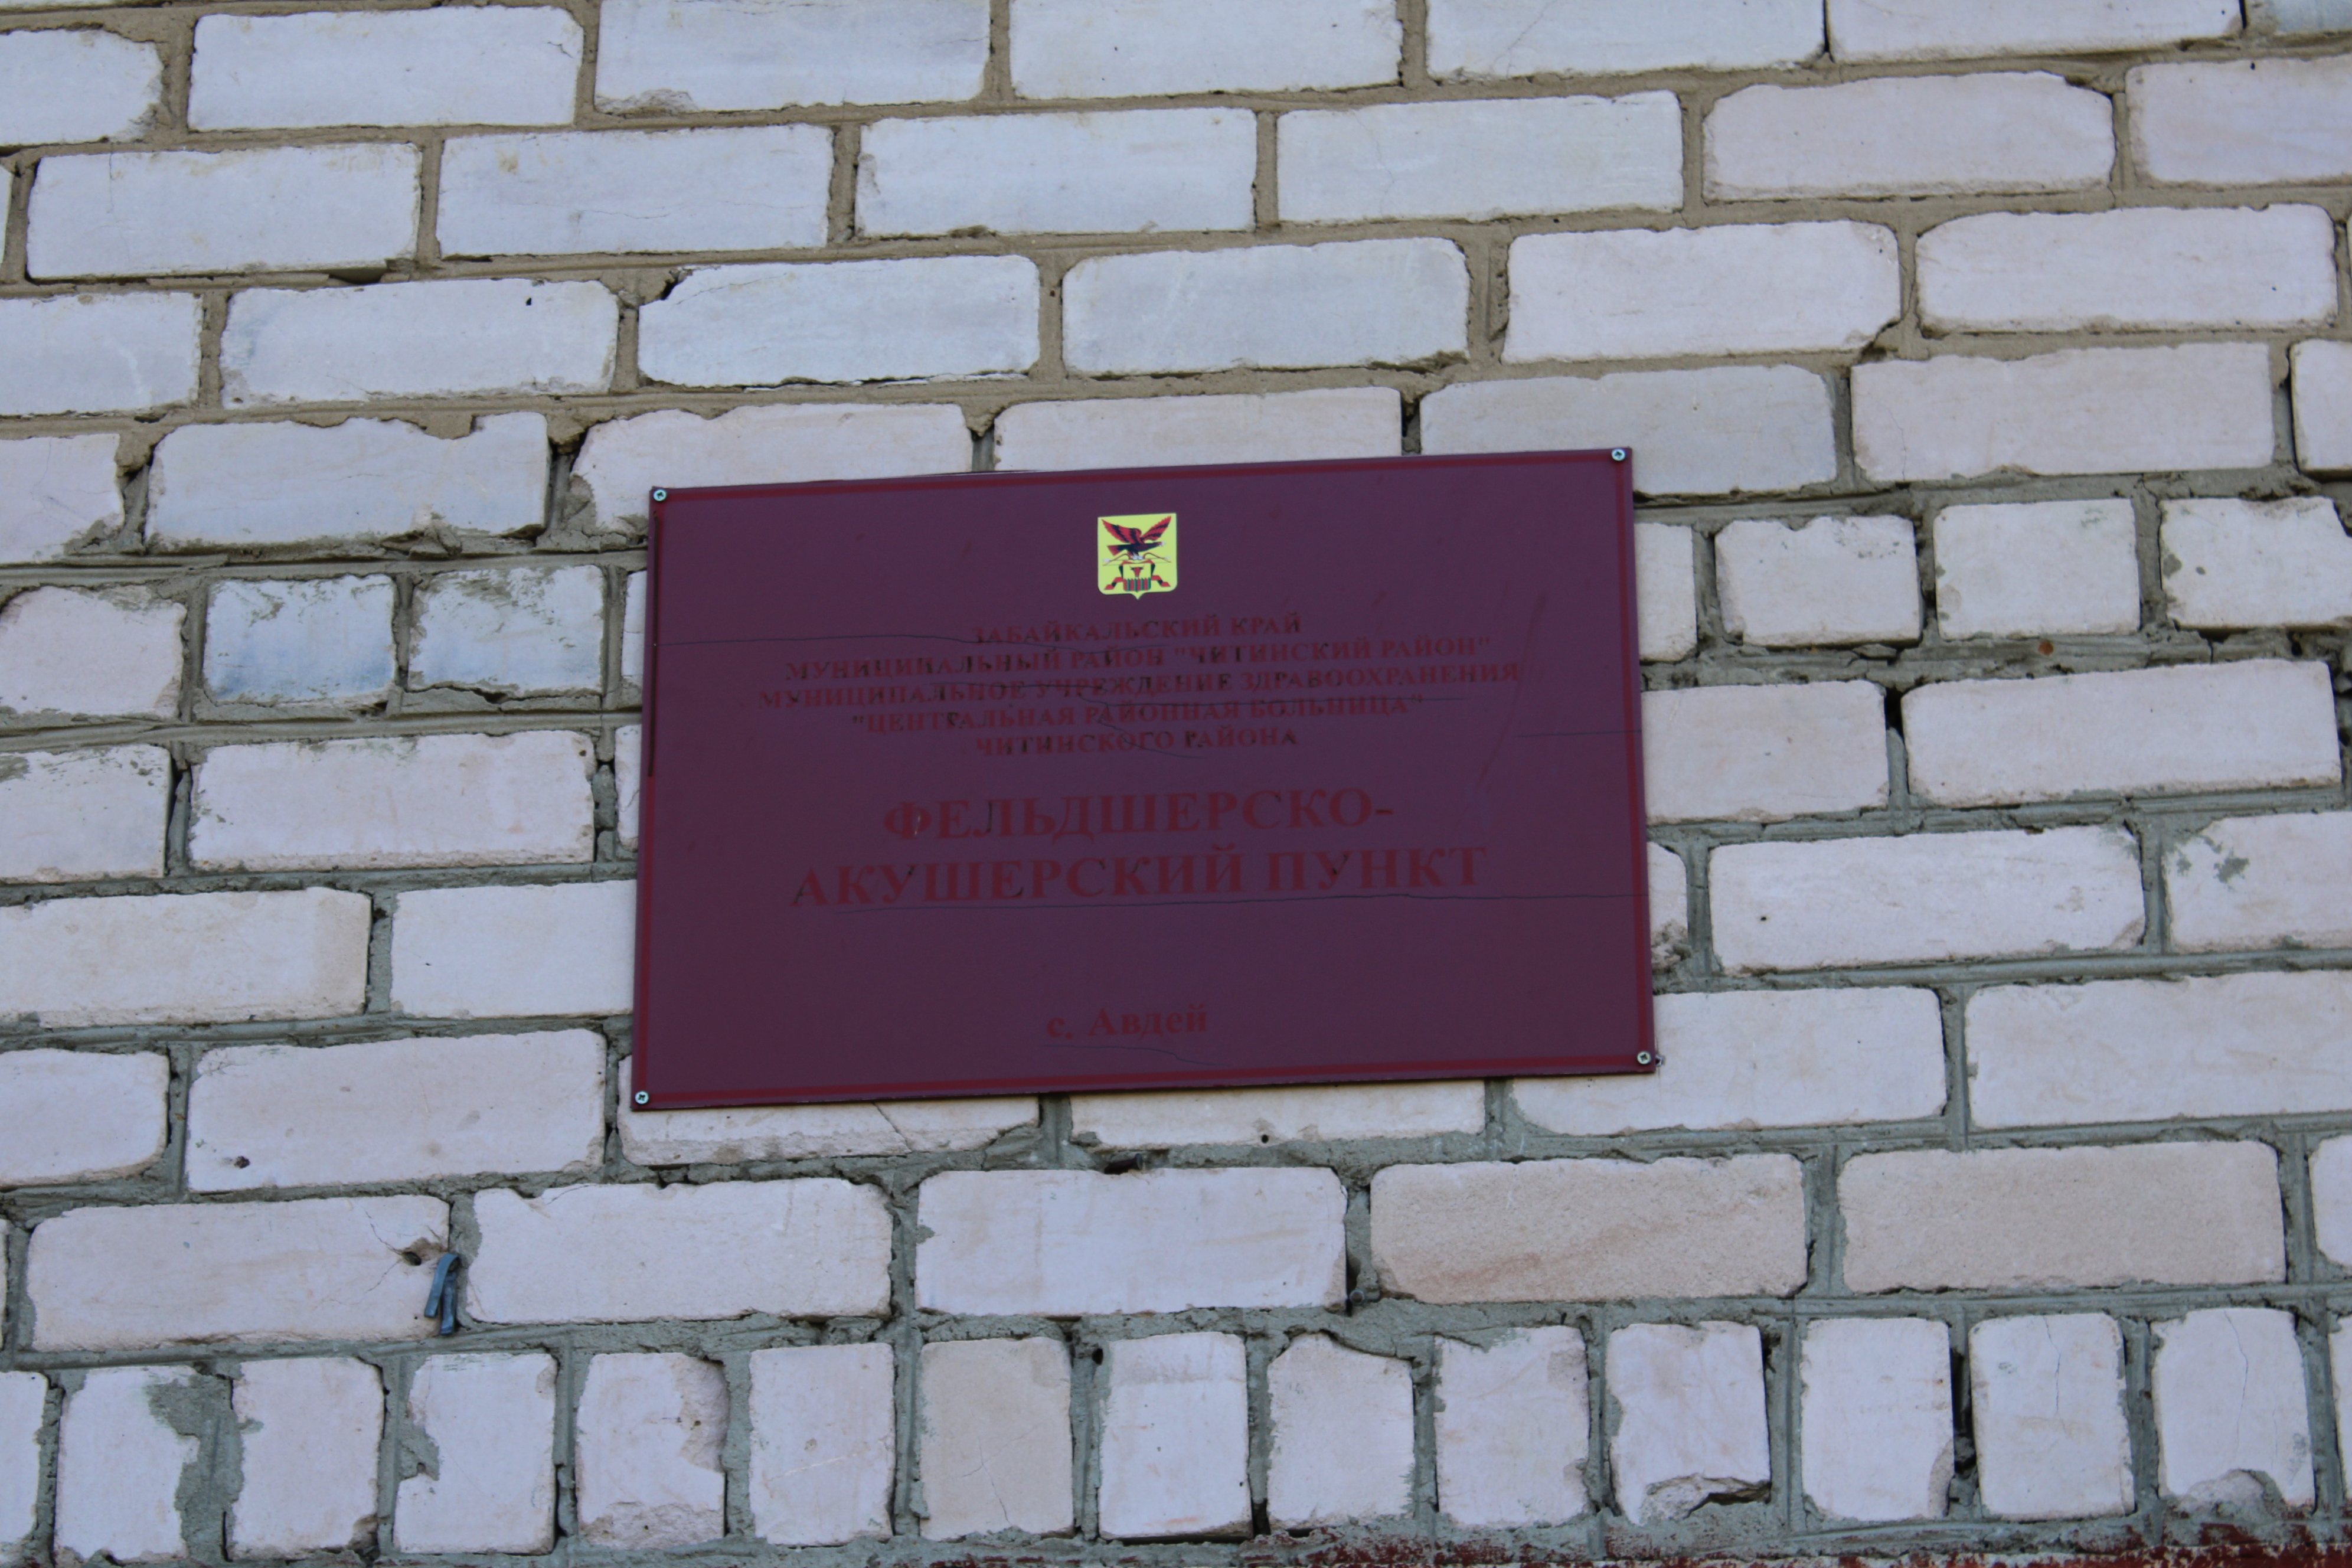 ЗАБАЙКАЛЬСКИЙ КРАЙ
МУНИЦИПАЛЬНЫЙ РАЙОН "ЧИТИНСКИЙ РАЙОН"
МУНИЦИПАЛЬНОЕ УЧРЕЖДЕНИЕ ЗДРАВООХРАНЕНИЯ
"ЦЕНТРАЛЬНАЯ РАЙОННАЯ БОЛЬНИЦА"
ЧИТИНСКОГО РАЙОНА
ФЕЛЬДШЕРСКО-
АКУШЕРСКИЙ ПУНКТ
с. Авдей